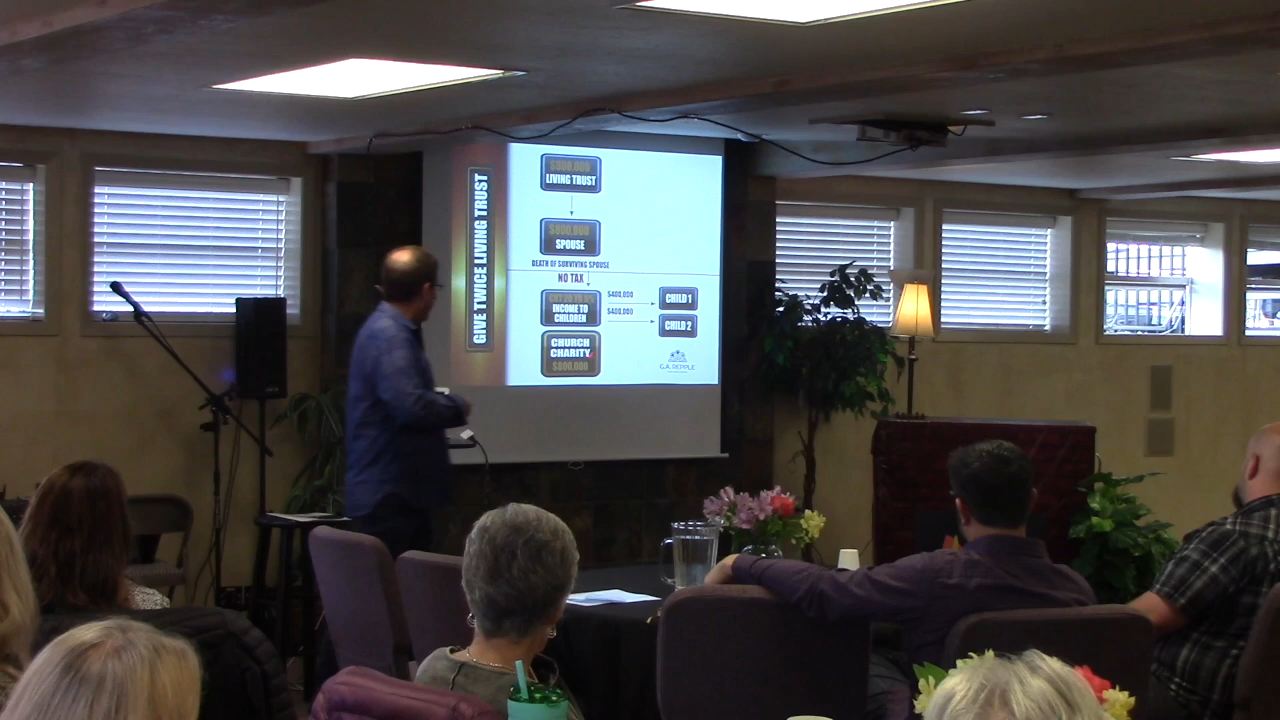 GIVE TWICE LIVING TRUST
$800,000
LIVING TRUST
$800,000
SPOUSE
DEATH OF SURVIVING SPOUSE
NO TAX
INCOME TO
CHILDREN
$400,000
CHILD 1
$400,000
CHILD 2
CHURCH
CHARITY
$800,000
G.A. REPPLE